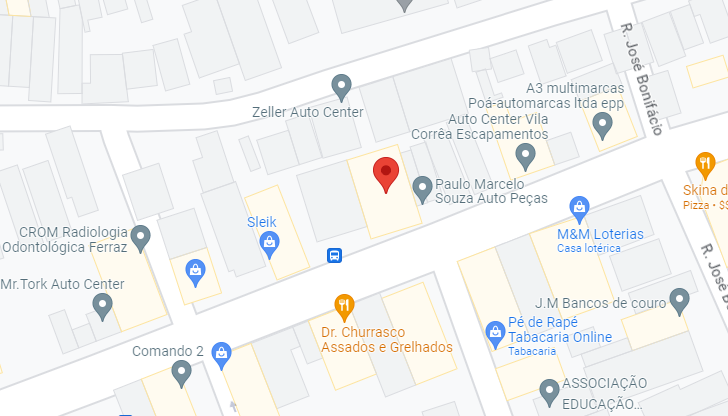 R. José Bonifácio
Zeller Auto Center
A3 multimarcas
Poá-automarcas ltda epp
Auto Center Vila
Corrêa Escapamentos
Paulo Marcelo
Souza Auto Peças
Skina d
Pizza • $$
Sleik
CROM Radiologia
Odontológica Ferraz
M&M Loterias
Casa lotérica
R. José B
Mr.Tork Auto Center
J.M Bancos de couro
Dr. Churrasco
Assados e Grelhados
Pé de Rapé
Tabacaria Online
Tabacaria
Comando 2
ASSOCIAÇÃO
EDUCAÇÃO...